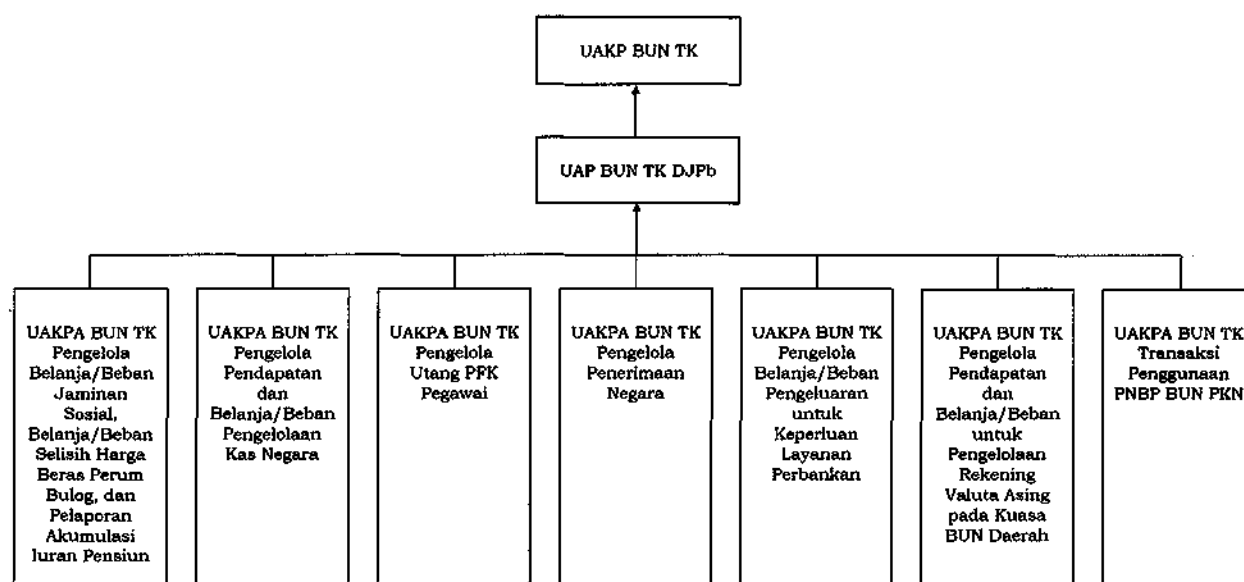 UAKP BUN TK
UAP BUN TK DJPb
UAKPA BUN TK
Pengelola
Belanja/Beban
Jaminan
Sosial,
Belanja/Beban
Selisih Harga
Beras Perum
Bulog, dan
Pelaporan
Akumulasi
Iuran Pensiun
UAKPA BUN TK
Pengelola
Pendapatan
dan
Belanja/Beban
Pengelolaan
Kas Negara
UAKPA BUN TK
Pengelola
Utang PFK
Pegawai
UAKPA BUN TK
Pengelola
Penerimaan
Negara
UAKPA BUN TK
Pengelola
Belanja/Beban
Pengeluaran
untuk
Keperluan
Layanan
Perbankan
UAKPA BUN TK
Pengelola
Pendapatan
dan
Belanja/Beban
untuk
Pengelolaan
Rekening
Valuta Asing
pada Kuasa
BUN Daerah
UAKPA BUN TK
Transaksi
Penggunaan
PNBP BUN PKN